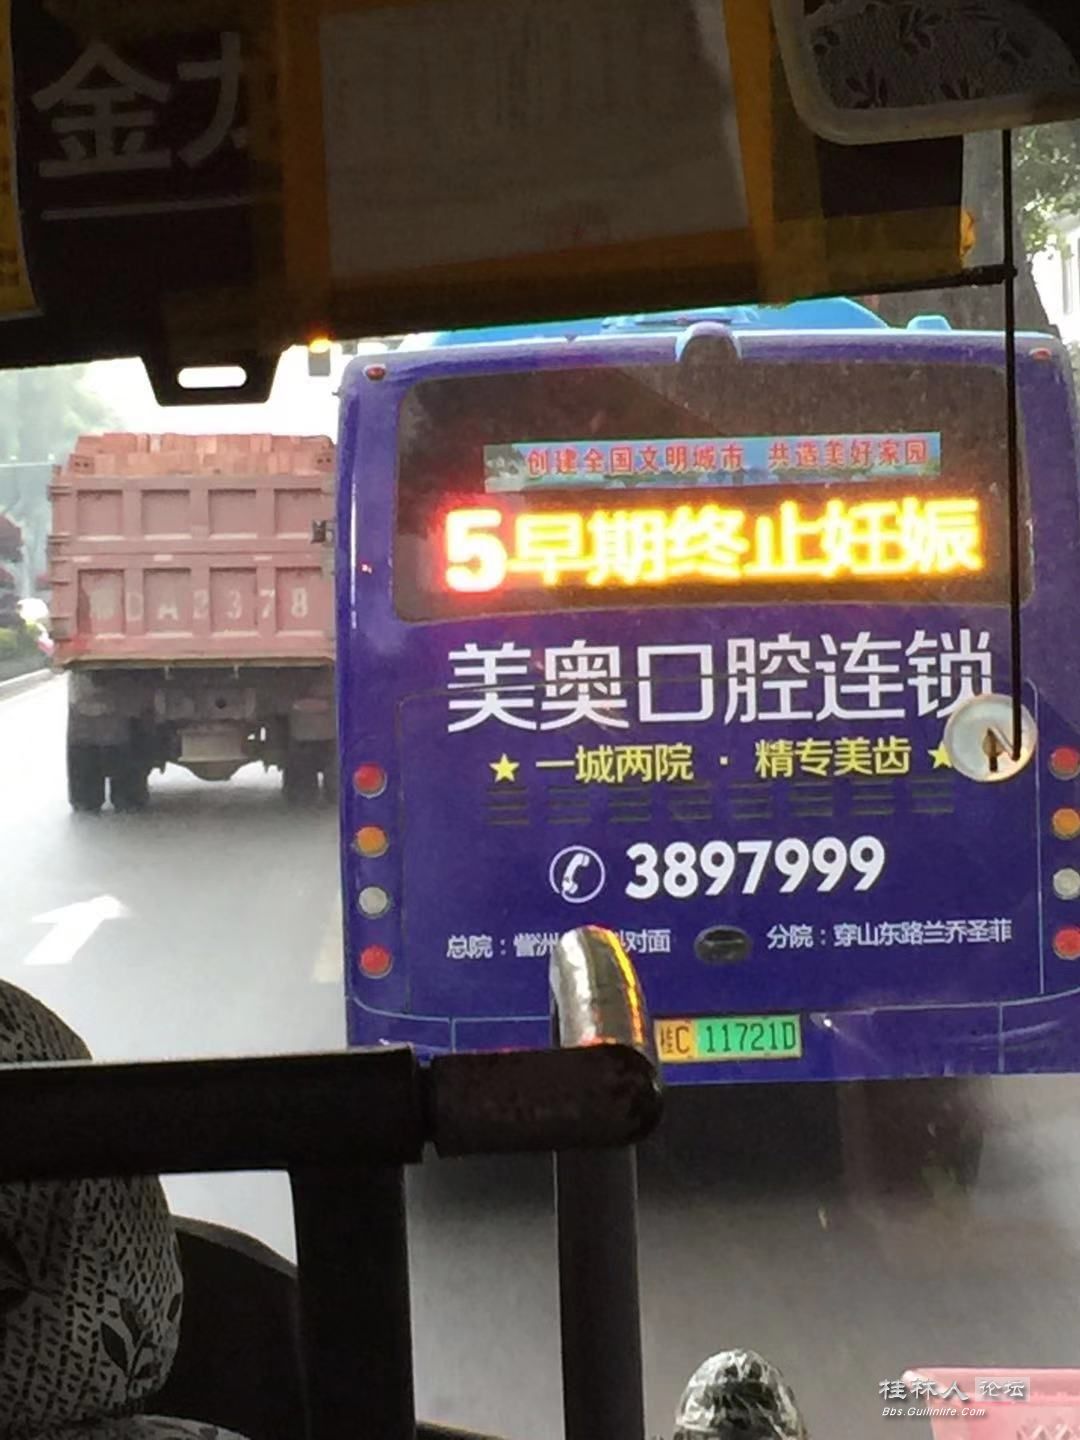 金
创建全国文明城市 共造美好家园
5早期终止妊娠
DA2378
美奥口腔连锁
★ 一城两院 · 精专美齿 ★
3897999
总院：訾洲 对面
分院：穿山东路兰乔圣菲
桂C 11721D
桂林人论坛
Bbs.Guilinlife.Com